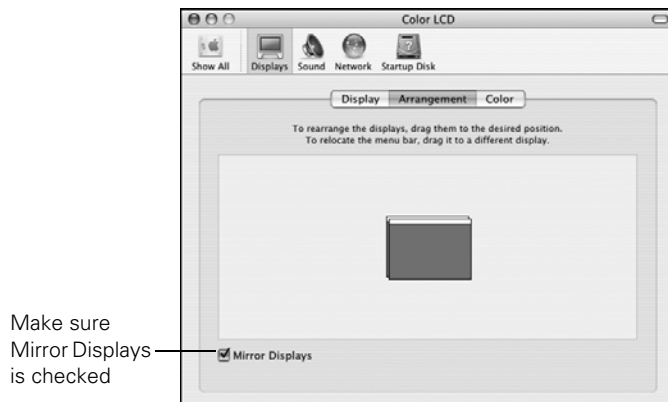 Color LCD
Show All Displays Sound Network Startup Disk
Display Arrangement Color
To rearrange the displays, drag them to the desired position.
To relocate the menu bar, drag it to a different display.
Make sure
Mirror Displays
is checked
Mirror Displays